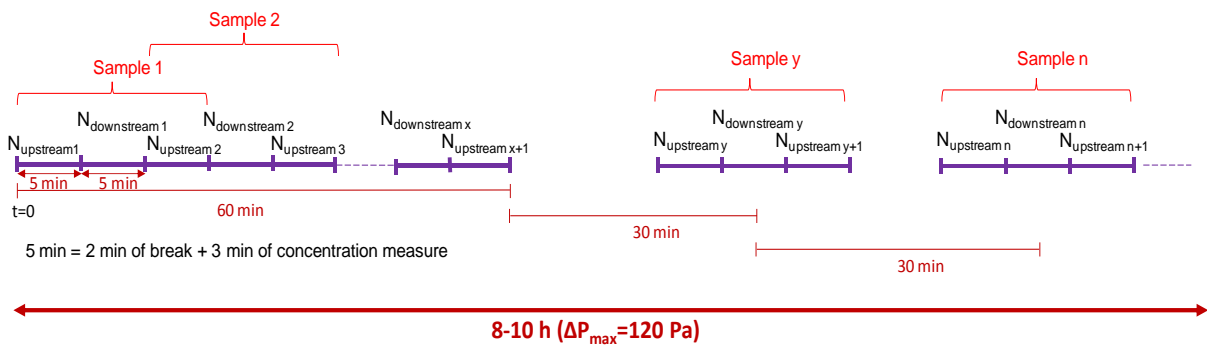 Sample 2
Sample 1
Sample y
Sample n
N downstream 1
N downstream 2
N downstream x
N downstream y
N downstream n
N upstream1
N upstream 2
N upstream 3
N upstream x+1
N upstream y
N upstream y+1
N upstream n
N upstream n+1
5 min
5 min
t=0
60 min
30 min
30 min
5 min = 2 min of break + 3 min of concentration measure
8-10 h (ΔPmax=120 Pa)